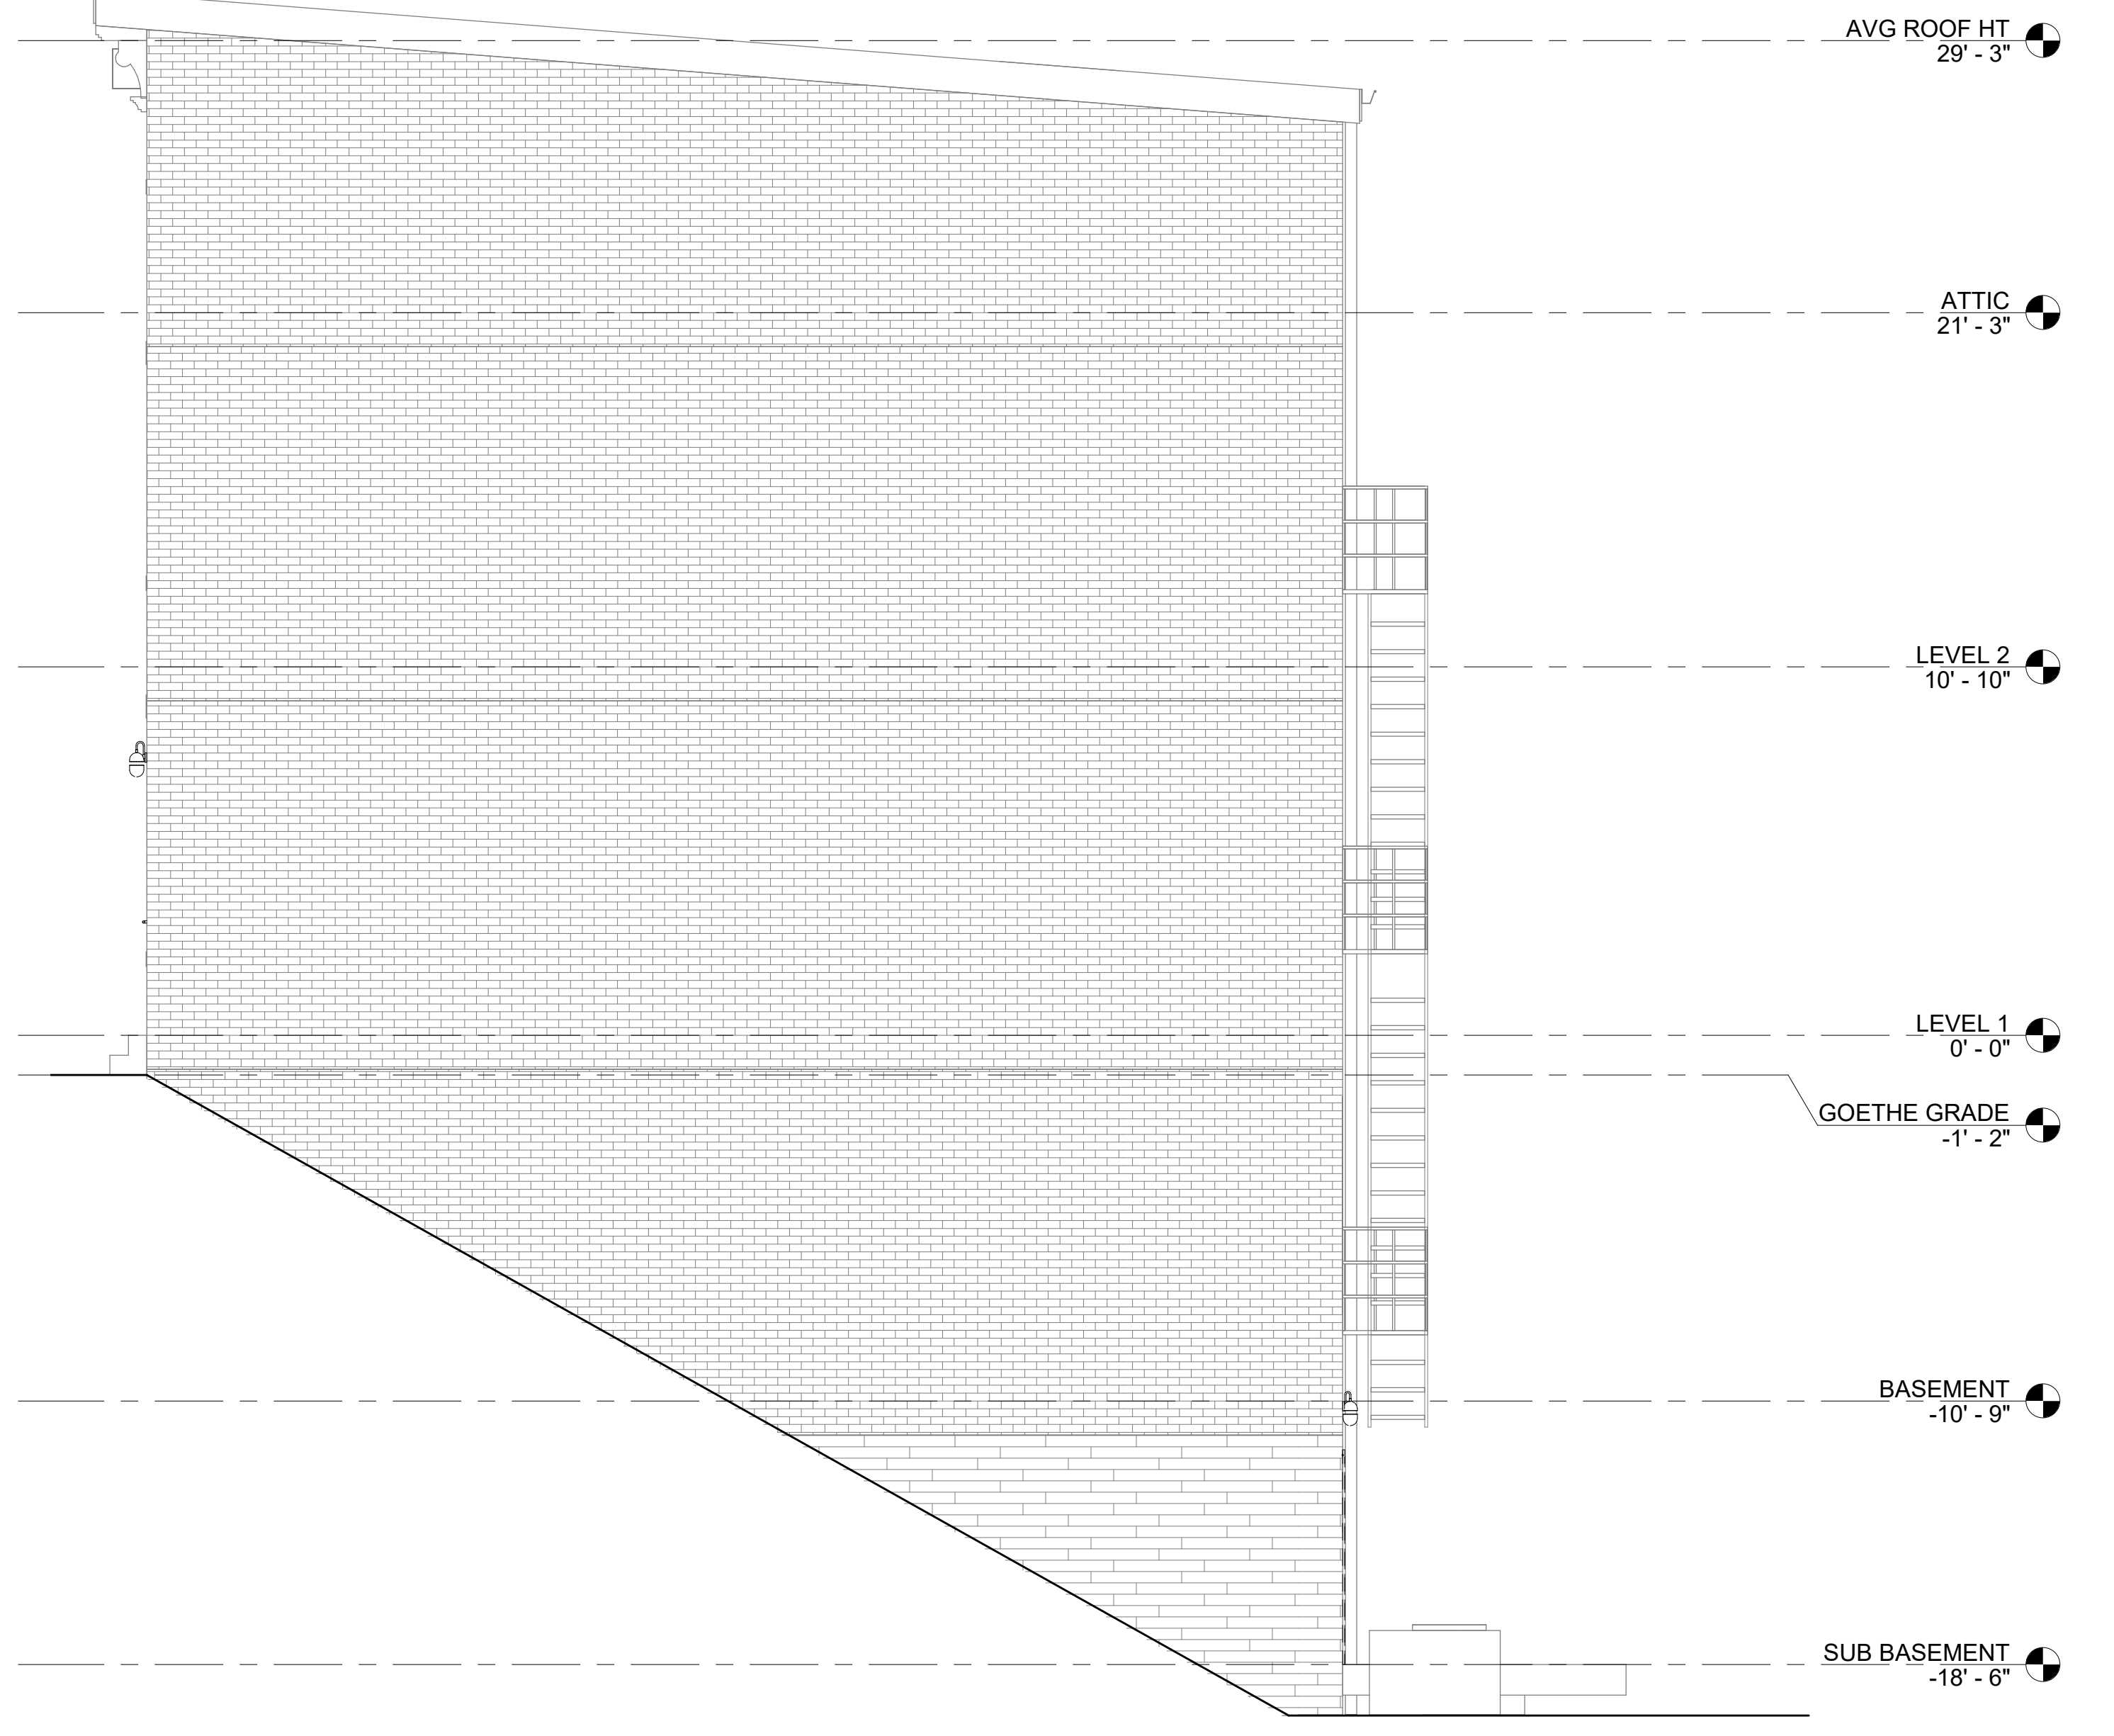 AVG ROOF HT
29' - 3"
ATTIC
21' - 3"
LEVEL 2
10' - 10"
LEVEL 1
0' - 0"
GOETHE GRADE
-1' - 2"
BASEMENT
-10' - 9"
SUB BASEMENT
-18' - 6"